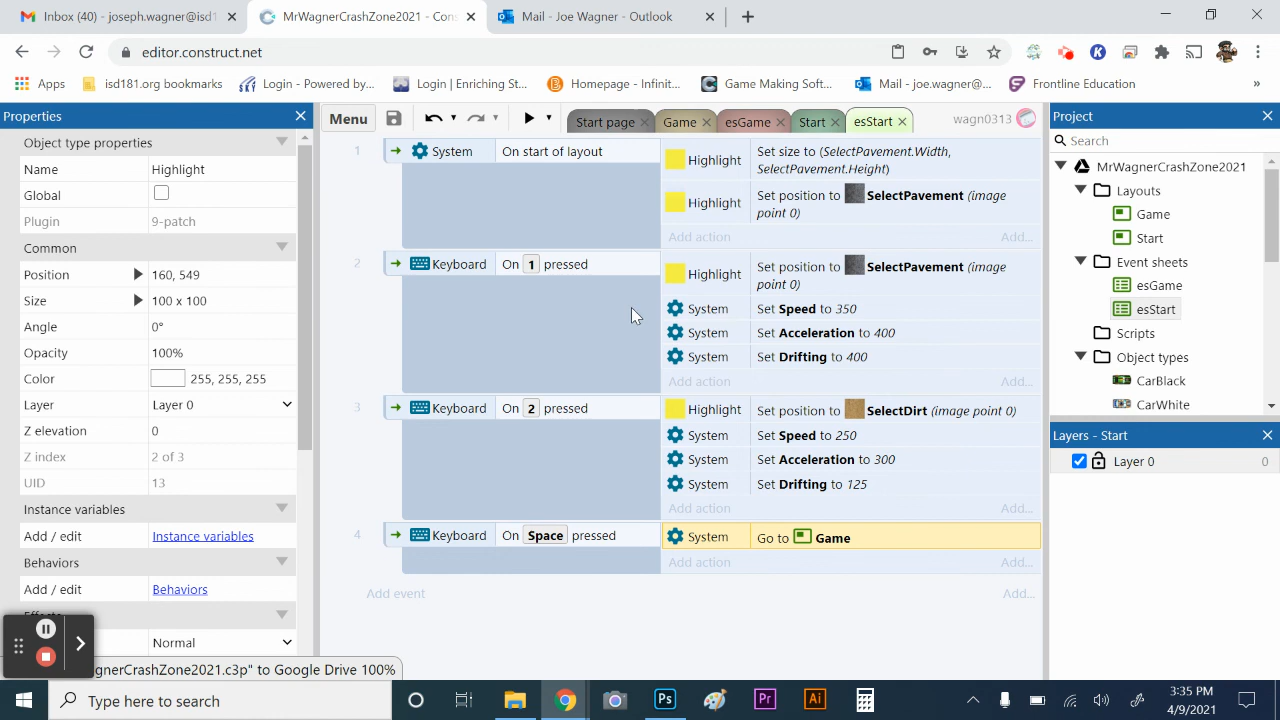 Inbox (40) - joseph.wagner@isd1
MrWagnerCrashZone2021 - Cons
Mail - Joe Wagner - Outlook
editor.construct.net
Apps
isd181.org bookmarks
Login - Powered by...
Login | Enriching St...
Homepage - Infinit...
Game Making Soft...
Mail - joe.wagner@...
Frontline Education
»
Properties
Menu
Start page
Game
esGame
Start
esStart
wagn0313
Project
Object type properties
Name
Highlight
Global
Plugin
9-patch
Common
Position
160, 549
Size
100 x 100
Angle
0°
Opacity
100%
Color
255, 255, 255
Layer
Layer 0
Z elevation
0
Z index
2 of 3
UID
13
Instance variables
Add / edit
Instance variables
Behaviors
Add / edit
Behaviors
Effects
Normal
agnerCrashZone2021.c3p" to Google Drive 100%
1
System
On start of layout
Highlight
Set size to (SelectPavement.Width,
SelectPavement.Height)
Highlight
Set position to SelectPavement (image
point 0)
Add action
Add...
2
Keyboard
On 1 pressed
Highlight
Set position to SelectPavement (image
point 0)
System
Set Speed to 350
System
Set Acceleration to 400
System
Set Drifting to 400
Add action
Add...
3
Keyboard
On 2 pressed
Highlight
Set position to SelectDirt (image point 0)
System
Set Speed to 250
System
Set Acceleration to 300
System
Set Drifting to 125
Add action
Add...
4
Keyboard
On Space pressed
System
Go to Game
Add action
Add...
Add event
Add...
Search
MrWagnerCrashZone2021
Layouts
Game
Start
Event sheets
esGame
esStart
Scripts
Object types
CarBlack
CarWhite
Layers - Start
Layer 0
0
Type here to search
Ps
Pr
Ai
3:35 PM
4/9/2021